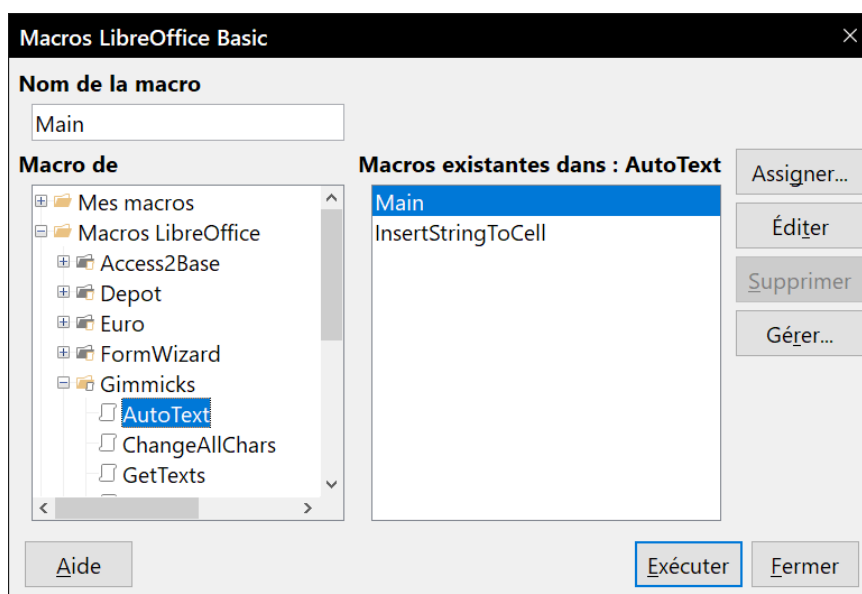 Macros LibreOffice Basic
Nom de la macro
Main
Macro de
Mes macros
Macros LibreOffice
Access2Base
Depot
Euro
FormWizard
Gimmicks
AutoText
ChangeAllChars
GetTexts
Macros existantes dans : AutoText
Main
InsertStringToCell
Assigner...
Éditer
Supprimer
Gérer...
Aide
Exécuter
Fermer